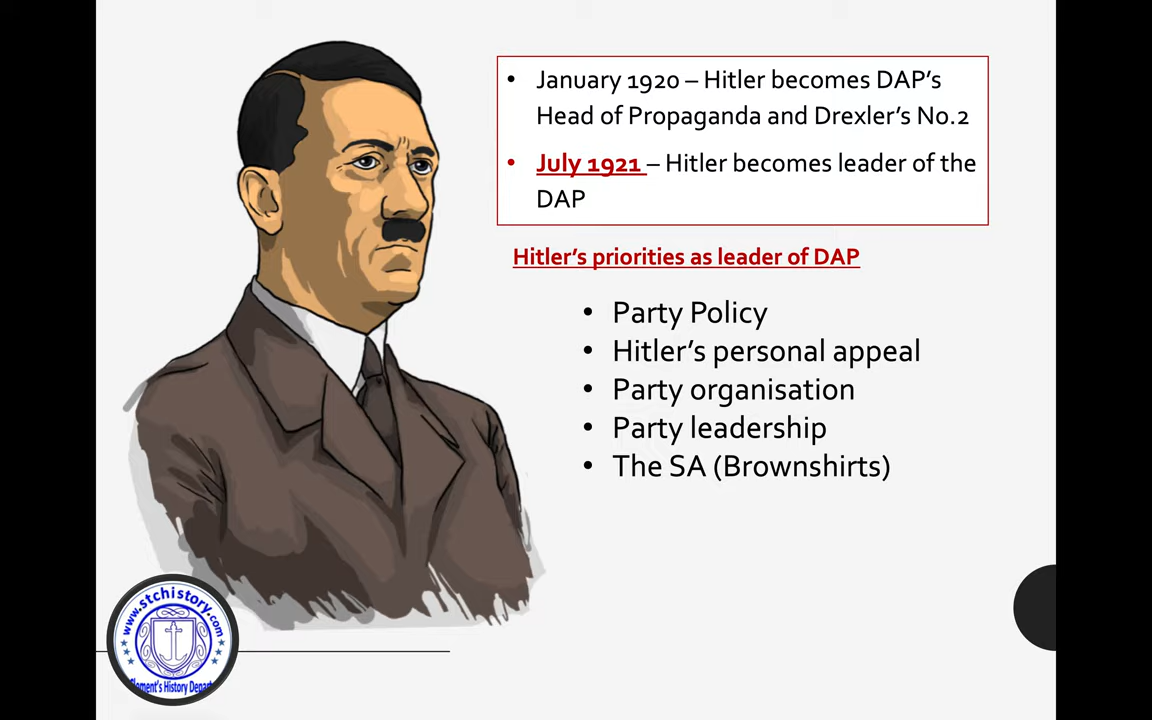 • January 1920 – Hitler becomes DAP's
Head of Propaganda and Drexler's No.2
• July 1921 – Hitler becomes leader of the
DAP
Hitler's priorities as leader of DAP
• Party Policy
• Hitler's personal appeal
• Party organisation
• Party leadership
• The SA (Brownshirts)
www.stchistory.com
History